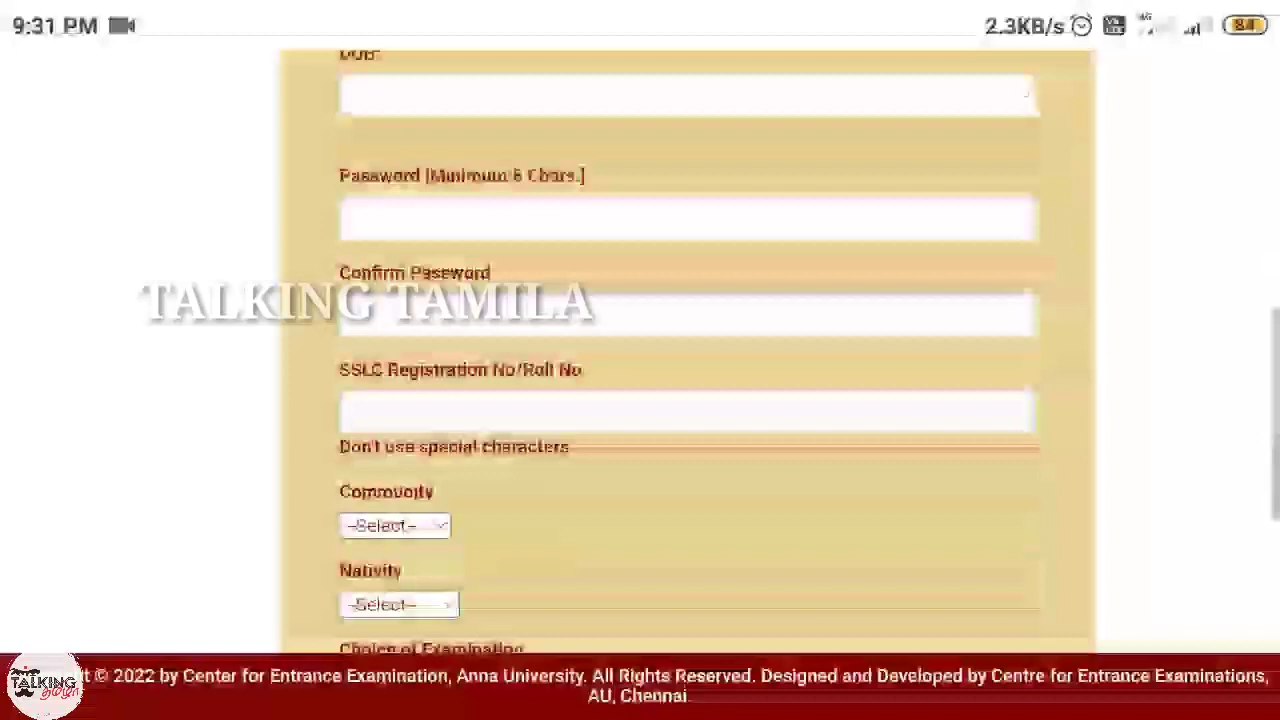 9:31 PM
2.3KB/s
84
DOB
Password [Minimum 6 Chars.]
Confirm Password
TALKING TAMILA
SSLC Registration No/Roll No
Don't use special characters
Community
--Select--
Nativity
--Select--
Choice of Examination
t © 2022 by Center for Entrance Examination, Anna University. All Rights Reserved. Designed and Developed by Centre for Entrance Examinations,
AU, Chennai.
TALKING
தமிழா